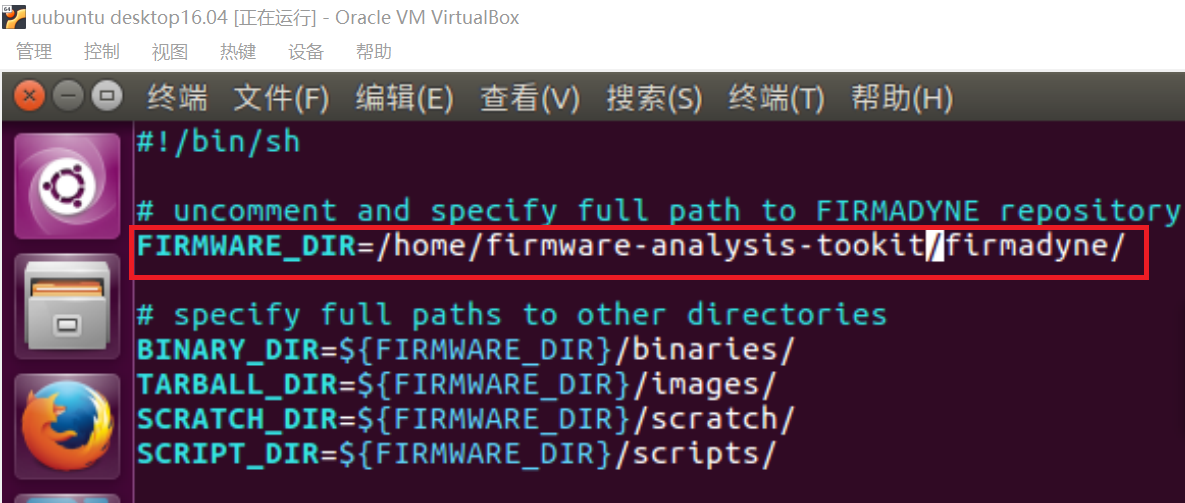 uubuntu desktop16.04 [正在运行] - Oracle VM VirtualBox
管理 控制 视图 热键 设备 帮助
终端 文件(F) 编辑(E) 查看(V) 搜索(S) 终端(T) 帮助(H)
#!/bin/sh
# uncomment and specify full path to FIRMADYNE repository
FIRMWARE_DIR=/home/firmware-analysis-tookit/firmadyne/
# specify full paths to other directories
BINARY_DIR=${FIRMWARE_DIR}/binaries/
TARBALL_DIR=${FIRMWARE_DIR}/images/
SCRATCH_DIR=${FIRMWARE_DIR}/scratch/
SCRIPT_DIR=${FIRMWARE_DIR}/scripts/